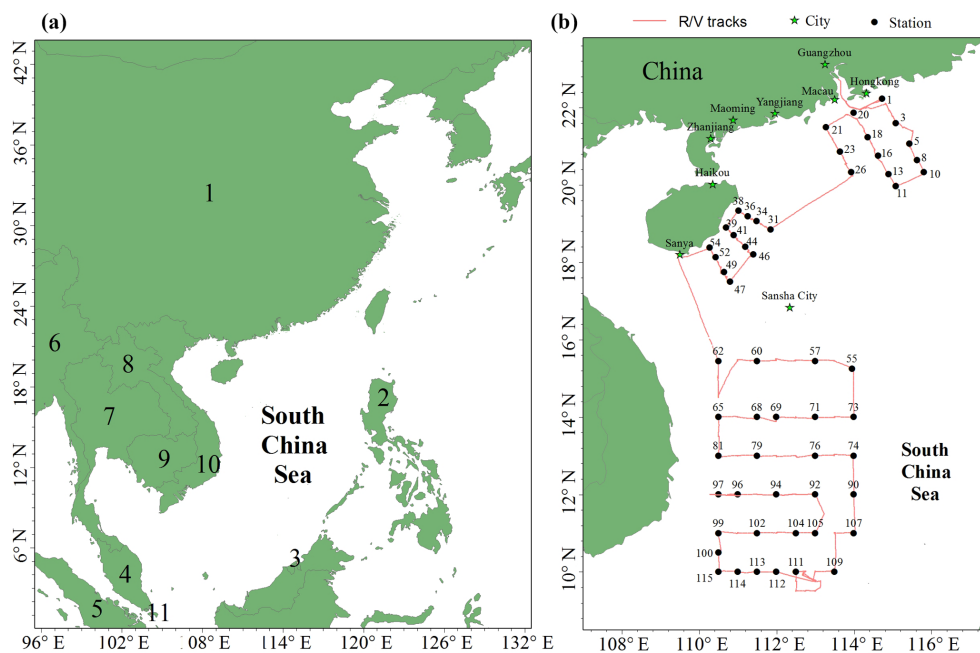 (a)
42° N
36° N
30° N
24° N
18° N
12° N
6° N
96° E
102° E
108° E
114° E
120° E
126° E
132° E
1
2
3
4
5
6
7
8
9
10
11
South
China
Sea
(b)
R/V tracks
City
Station
22° N
20° N
18° N
16° N
14° N
12° N
10° N
108° E
110° E
112° E
114° E
116° E
China
Guangzhou
Hongkong
Macau
Yangjiang
Maoming
Zhanjiang
Haikou
Sanya
Sansha City
South
China
Sea
1
20
3
21
18
5
23
16
8
26
13
10
11
38
36
34
31
39
41
44
46
54
52
49
47
62
60
57
55
65
68
69
71
73
81
79
76
74
97
96
94
92
90
99
102
104
105
107
100
115
114
113
112
111
109